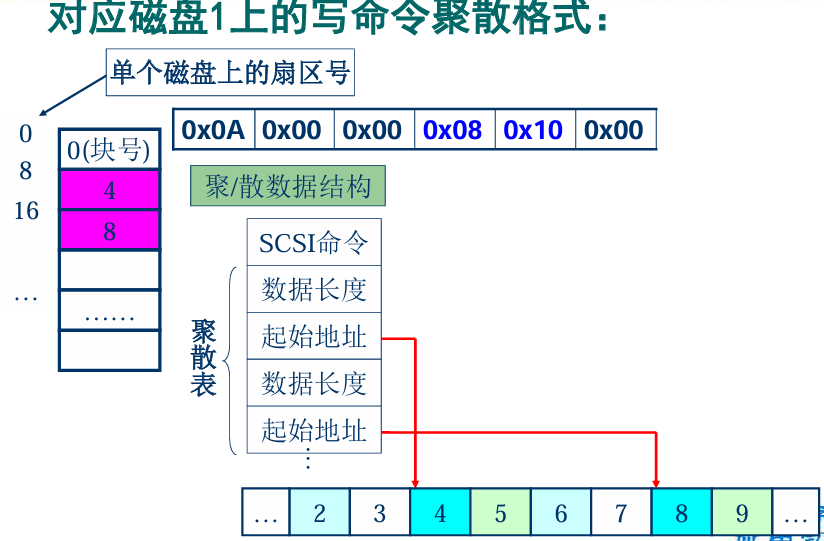 对应磁盘1上的写命令聚散格式：
单个磁盘上的扇区号
0x0A 0x00 0x00 0x08 0x10 0x00
0
0(块号)
8
4
聚/散数据结构
16
8
SCSI命令
数据长度
…
……
聚散表
起始地址
数据长度
起始地址
⋮
… 2 3 4 5 6 7 8 9 …